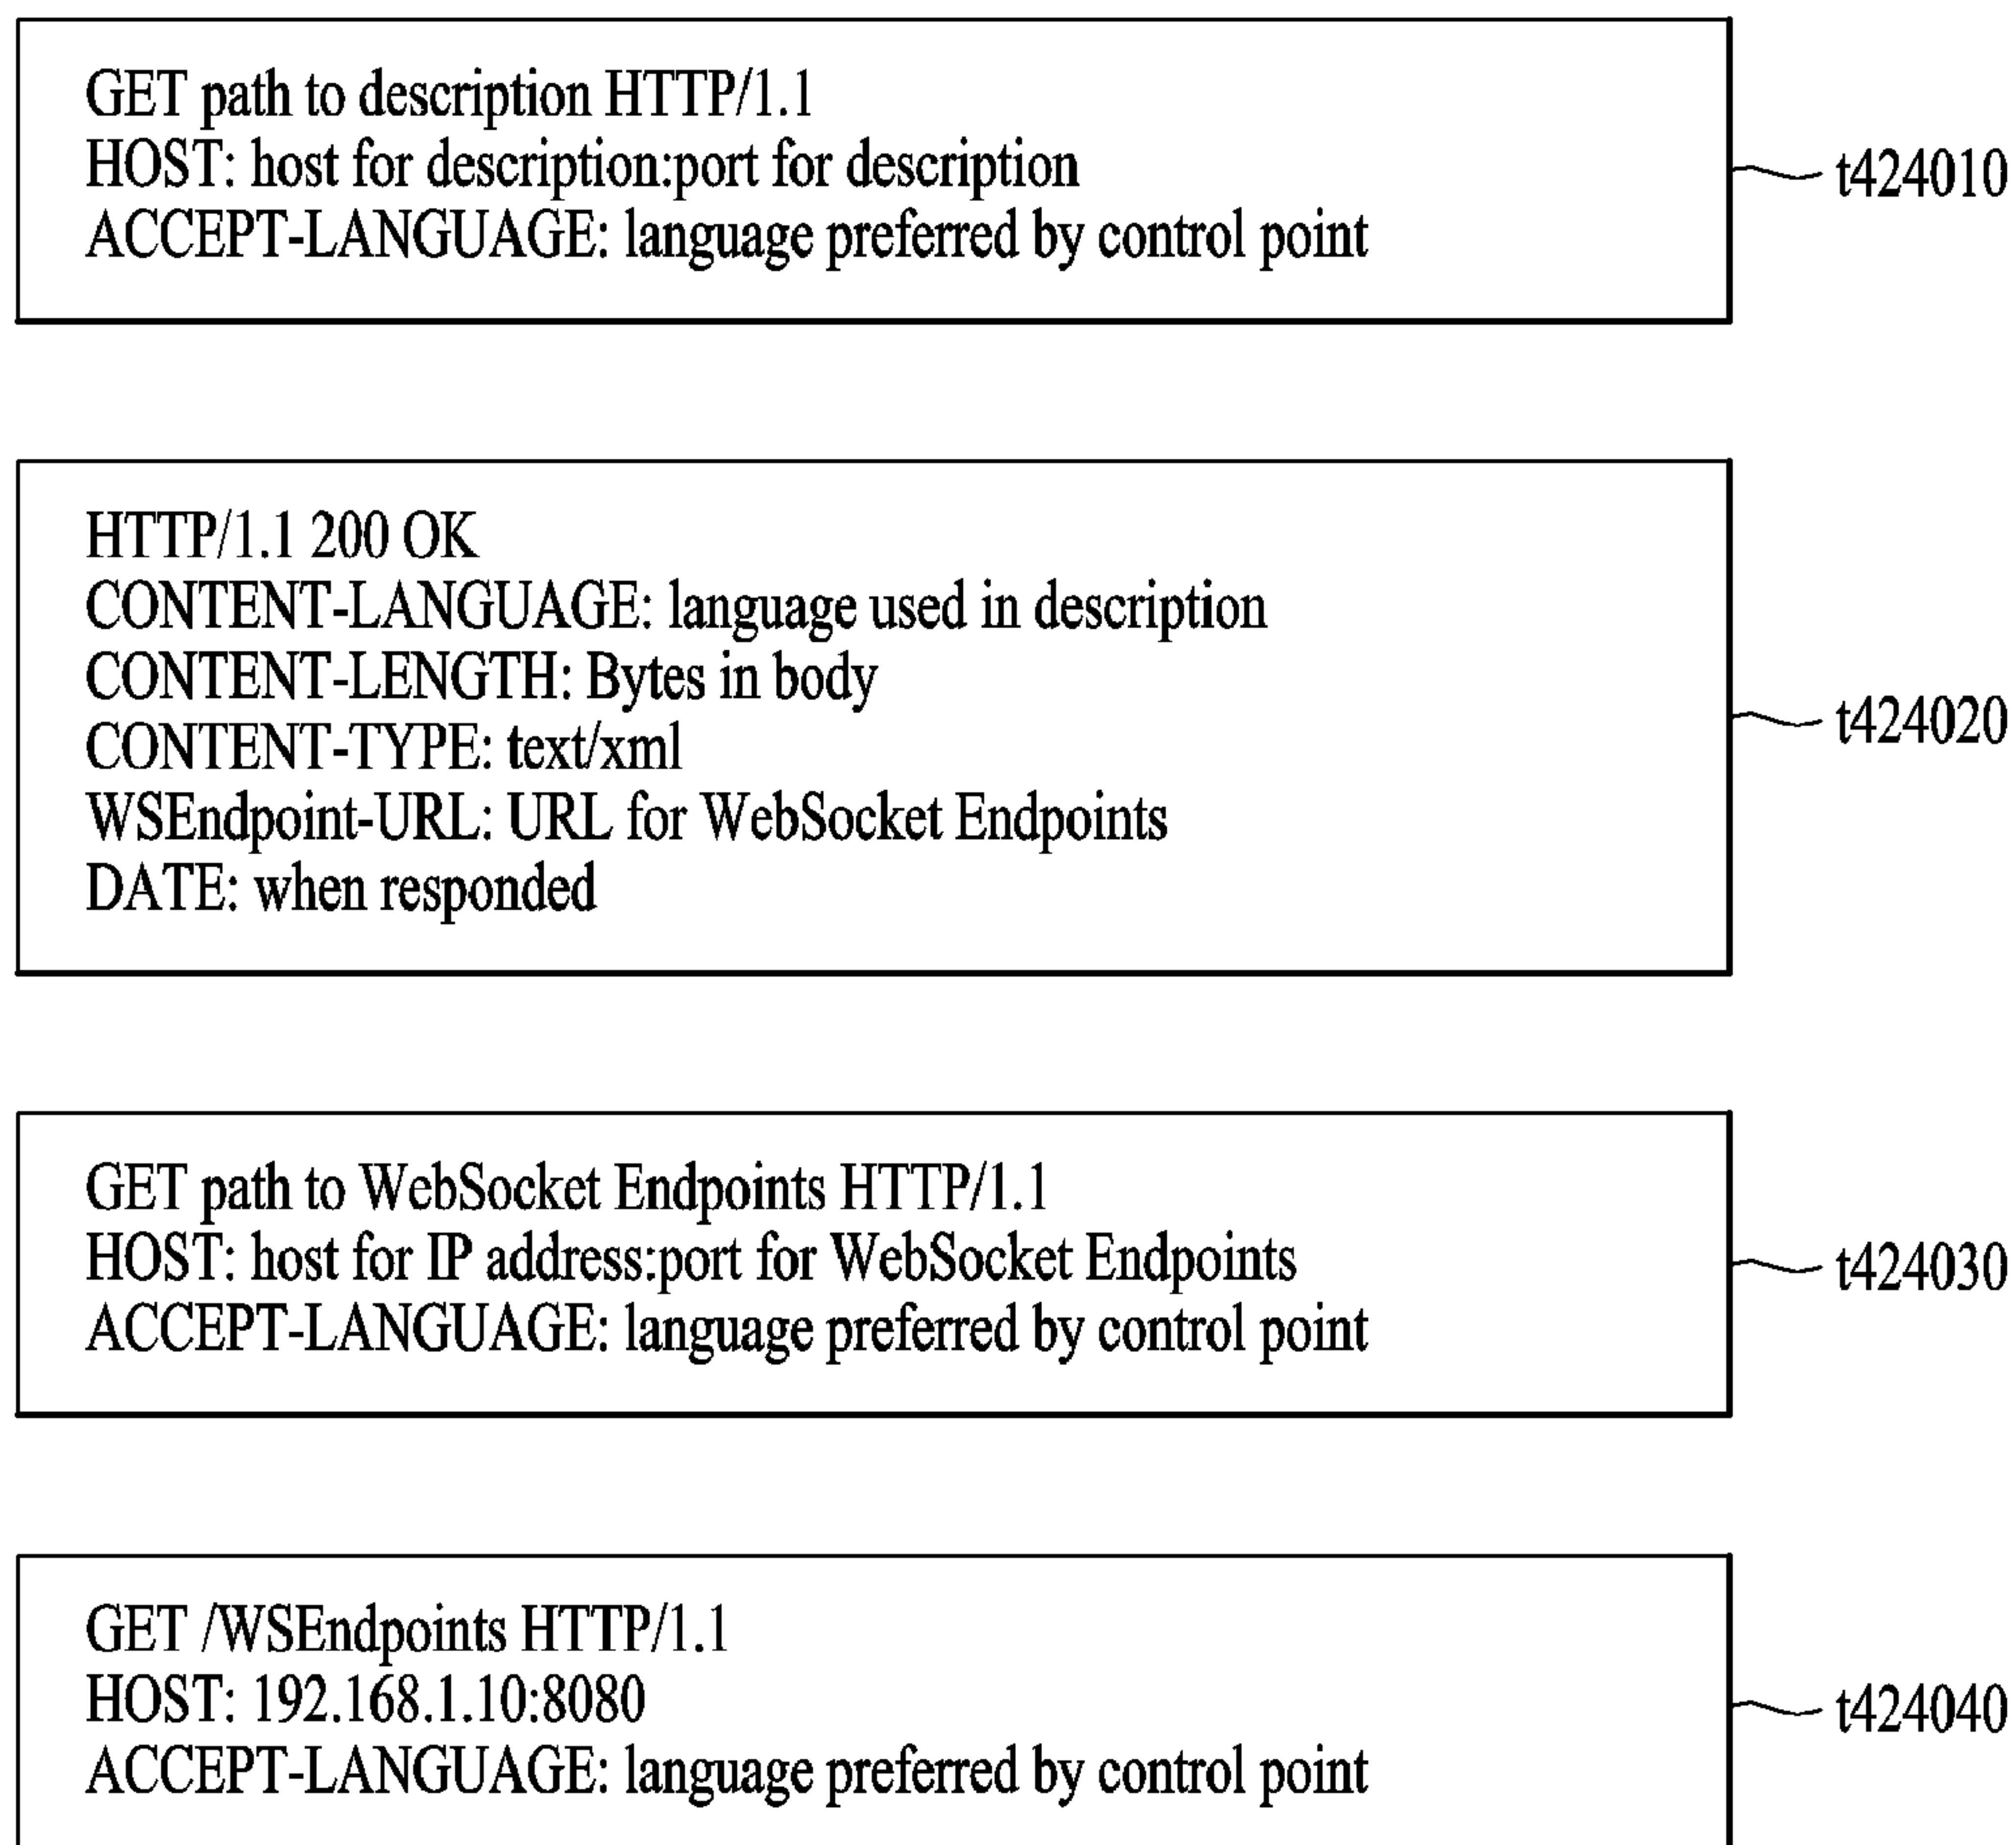 GET path to description HTTP/1.1
HOST: host for description:port for description
ACCEPT-LANGUAGE: language preferred by control point
t424010
HTTP/1.1 200 OK
CONTENT-LANGUAGE: language used in description
CONTENT-LENGTH: Bytes in body
CONTENT-TYPE: text/xml
WSEndpoint-URL: URL for WebSocket Endpoints
DATE: when responded
t424020
GET path to WebSocket Endpoints HTTP/1.1
HOST: host for IP address:port for WebSocket Endpoints
ACCEPT-LANGUAGE: language preferred by control point
t424030
GET /WSEndpoints HTTP/1.1
HOST: 192.168.1.10:8080
ACCEPT-LANGUAGE: language preferred by control point
t424040